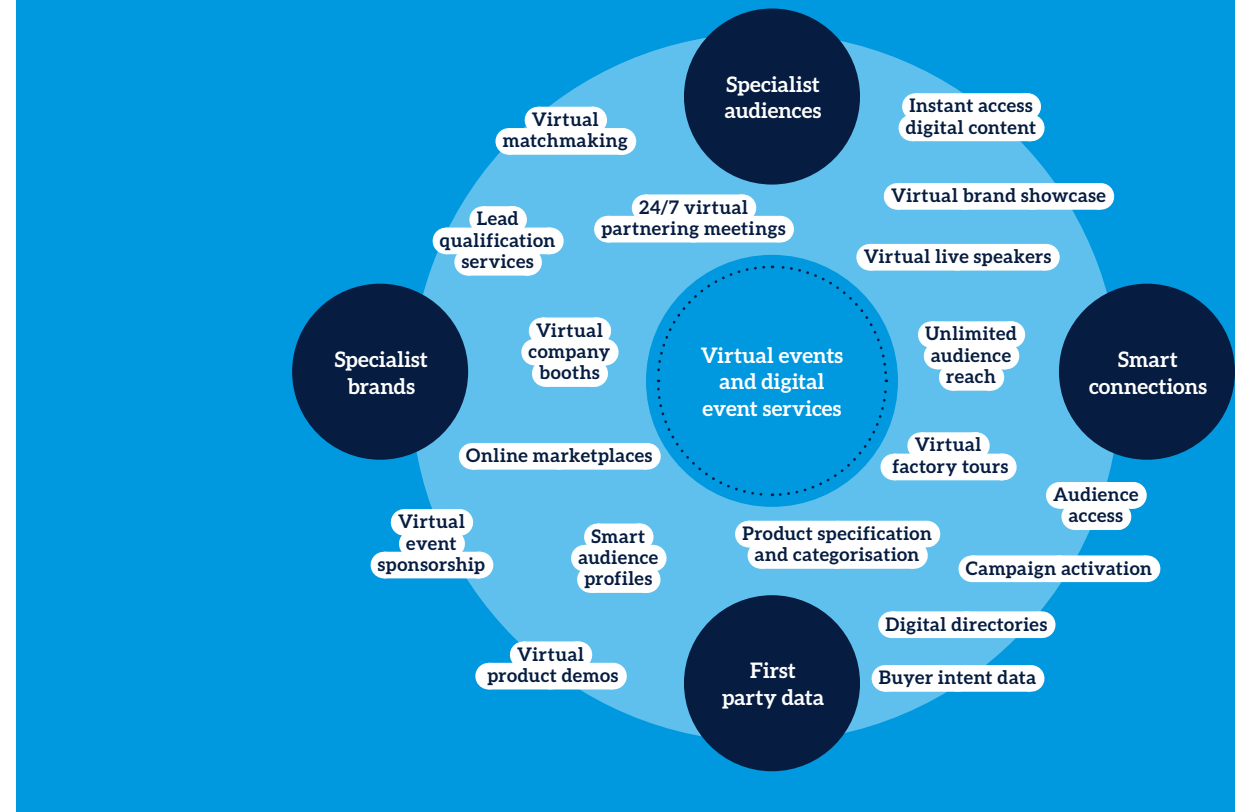 Specialist
audiences
Instant access
digital content
Virtual
matchmaking
Virtual brand showcase
24/7 virtual
partnering meetings
Lead
qualification
services
Virtual live speakers
Virtual
company
booths
Virtual events
and digital
event services
Unlimited
audience
reach
Specialist
brands
Smart
connections
Online marketplaces
Virtual
factory tours
Audience
access
Virtual
event
sponsorship
Smart
audience
profiles
Product specification
and categorisation
Campaign activation
Digital directories
Virtual
product demos
First
party data
Buyer intent data